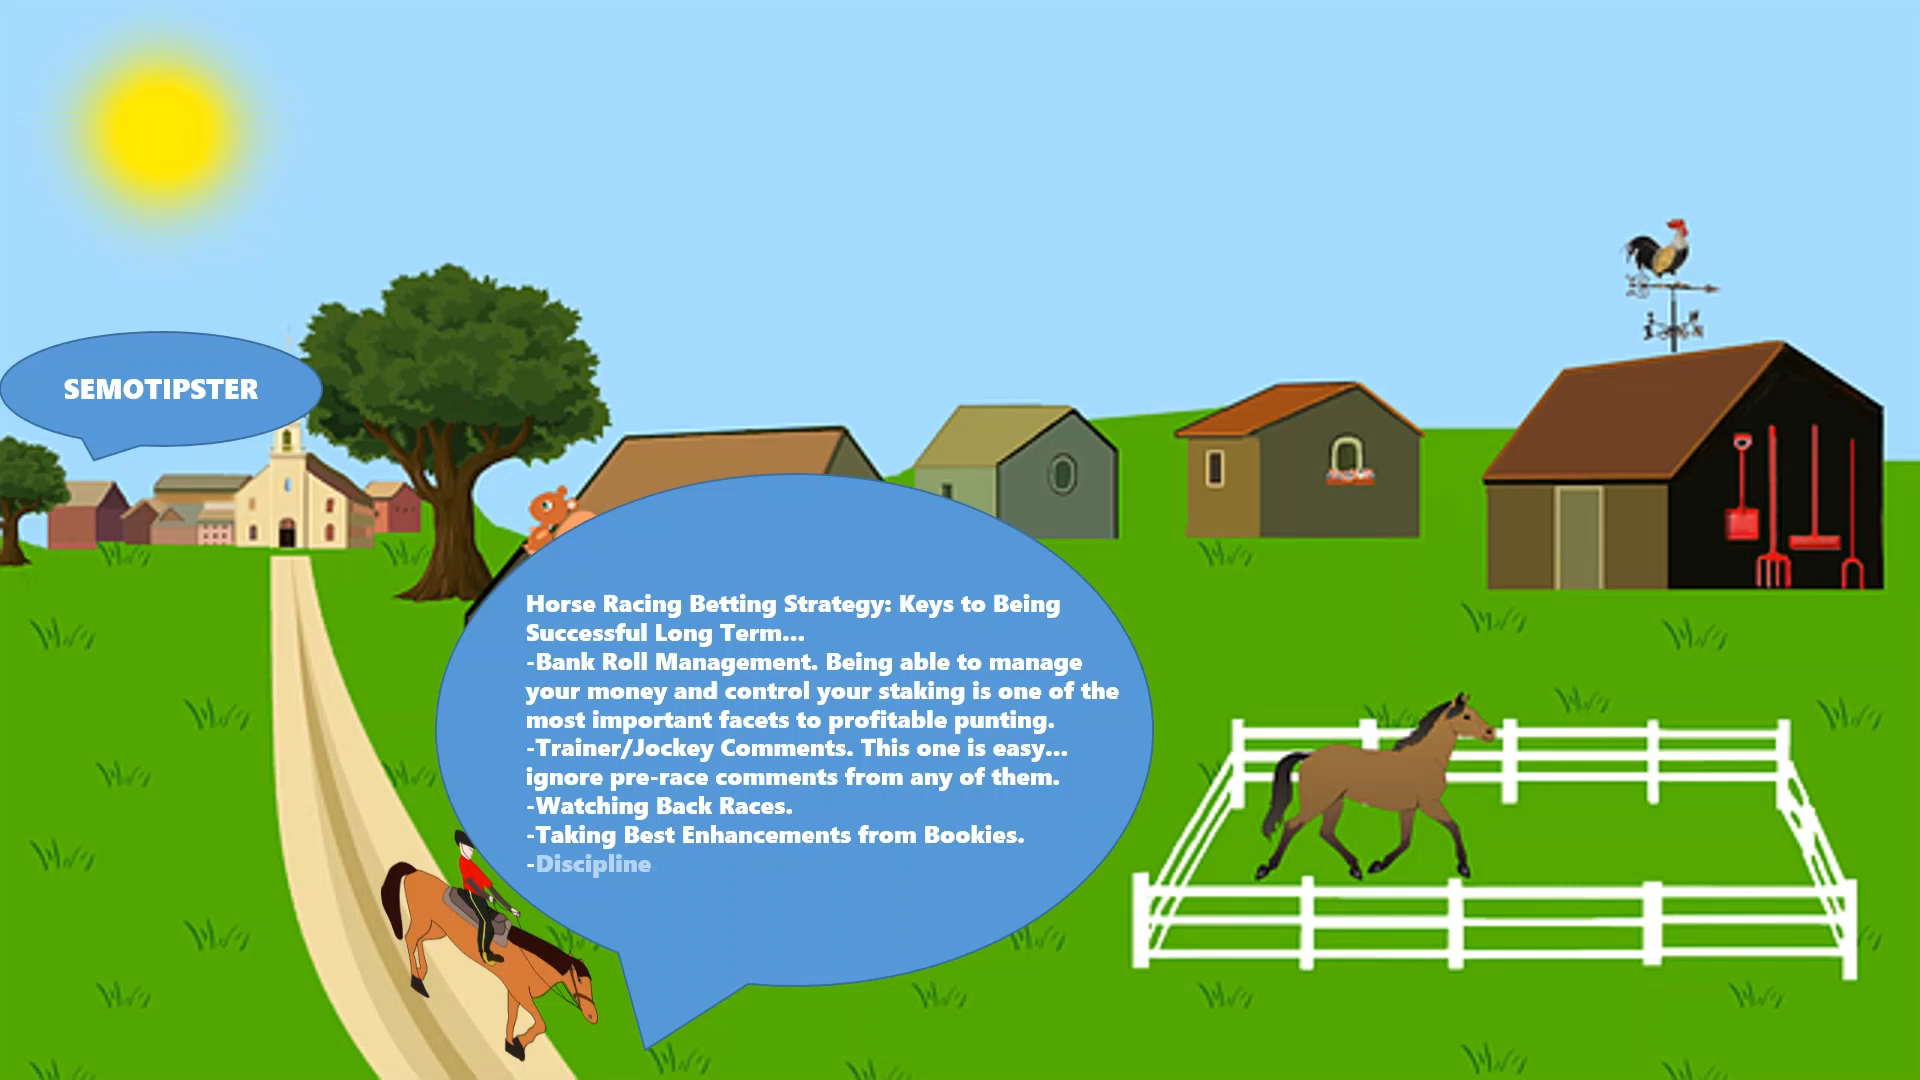 SEMOTIPSTER
Horse Racing Betting Strategy: Keys to Being
Successful Long Term...
-Bank Roll Management. Being able to manage
your money and control your staking is one of the
most important facets to profitable punting.
-Trainer/Jockey Comments. This one is easy...
ignore pre-race comments from any of them.
-Watching Back Races.
-Taking Best Enhancements from Bookies.
-Discipline